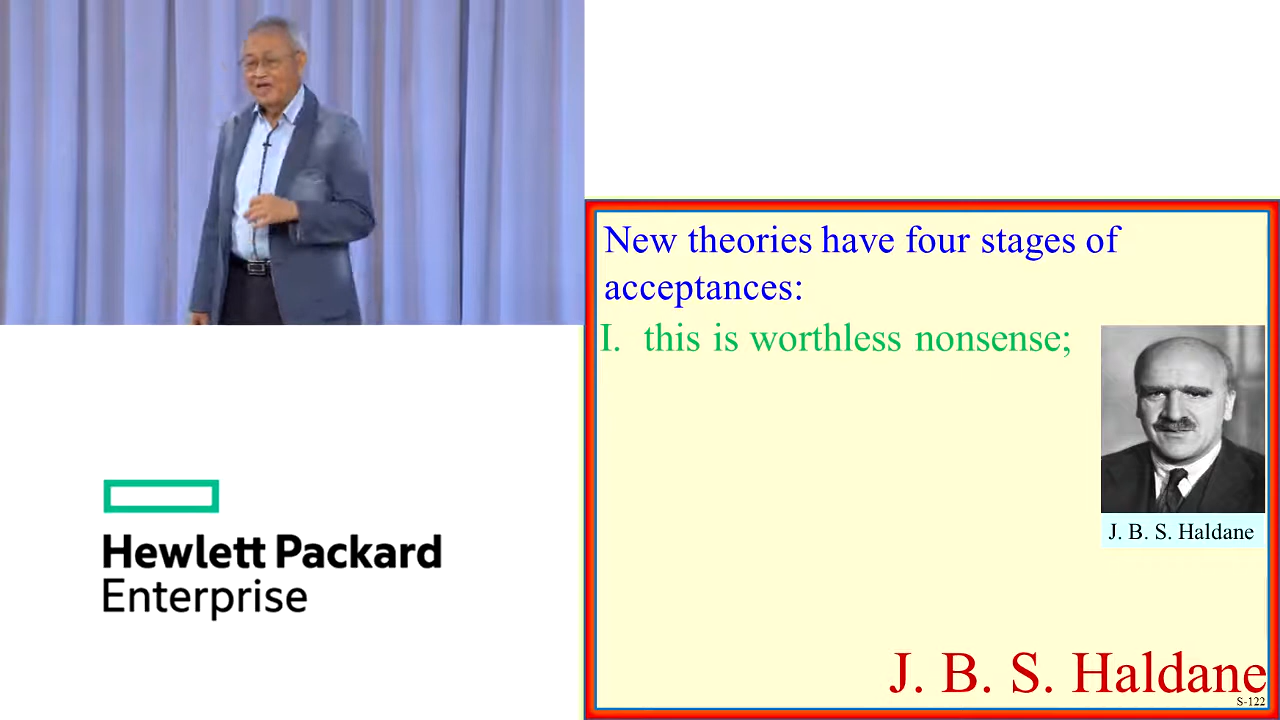 Hewlett Packard
Enterprise
New theories have four stages of
acceptances:
I. this is worthless nonsense;
J. B. S. Haldane
J. B. S. Haldane
S-122